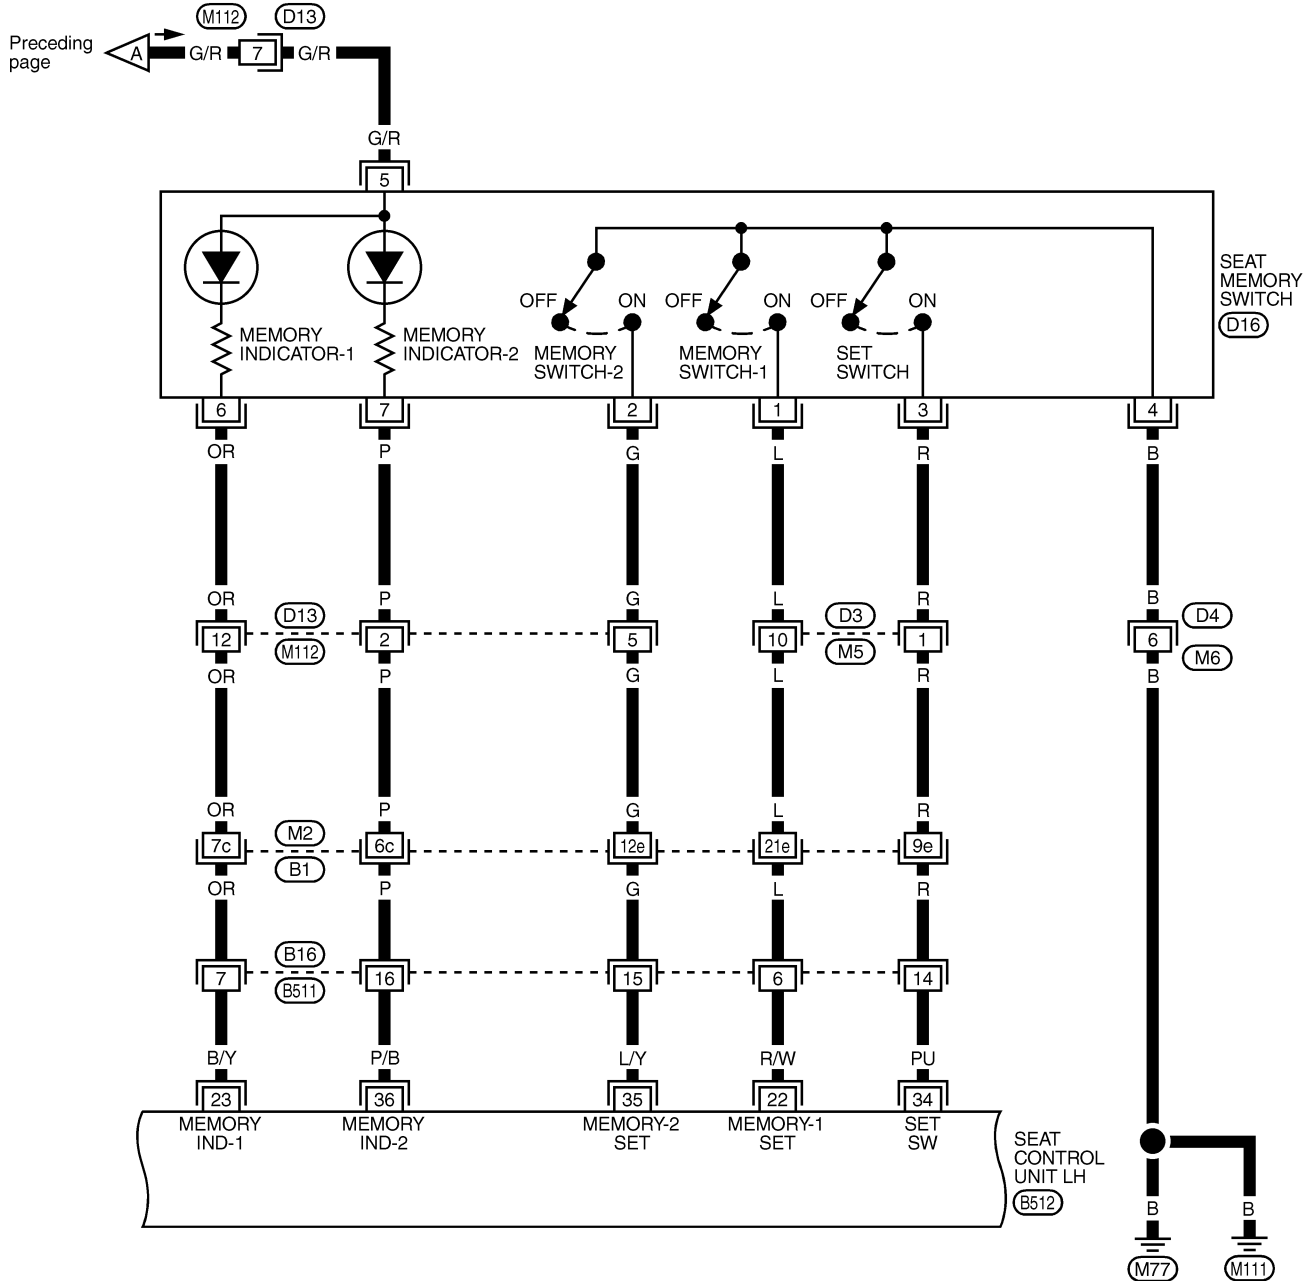 M112 D13
Preceding
page
A G/R 7 G/R
G/R
5
SEAT
MEMORY
SWITCH
D16
OFF ON OFF ON OFF ON
MEMORY
INDICATOR-1
MEMORY
INDICATOR-2
MEMORY
SWITCH-2
MEMORY
SWITCH-1
SET
SWITCH
6 7 2 1 3 4
OR P G L R B
OR P G L R B
D13 D3 D4
12 2 5 10 1 6
M112 M5 M6
OR P G L R B
OR P G L R
M2
7c 6c 12e 21e 9e
B1
OR P G L R
B16
7 16 15 6 14
B511
B/Y P/B L/Y R/W PU
23 36 35 22 34
MEMORY
IND-1
MEMORY
IND-2
MEMORY-2
SET
MEMORY-1
SET
SET
SW
SEAT
CONTROL
UNIT LH
B512
B B
M77 M111